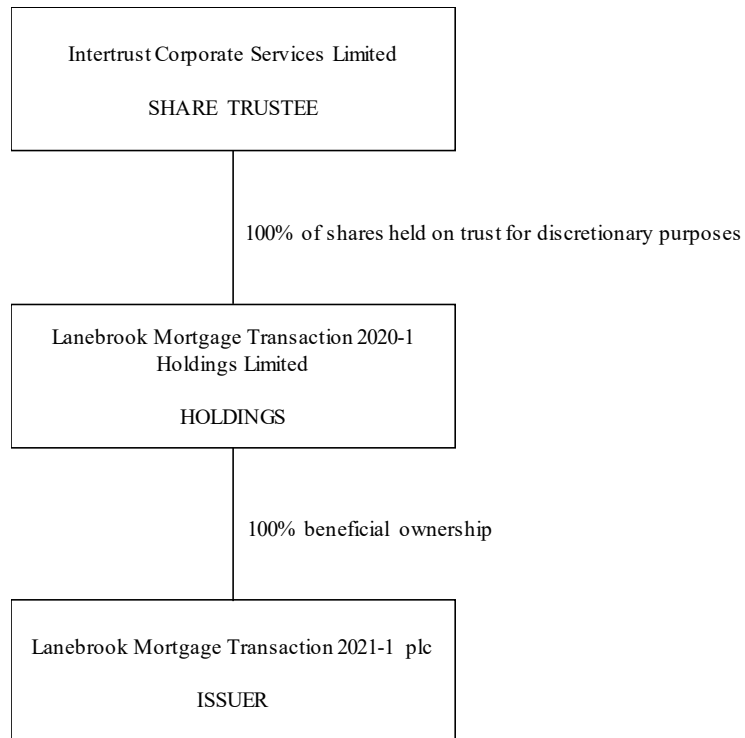 Intertrust Corporate Services Limited
SHARE TRUSTEE
100% of shares held on trust for discretionary purposes
Lanebrook Mortgage Transaction 2020-1
Holdings Limited
HOLDINGS
100% beneficial ownership
Lanebrook Mortgage Transaction 2021-1 plc
ISSUER